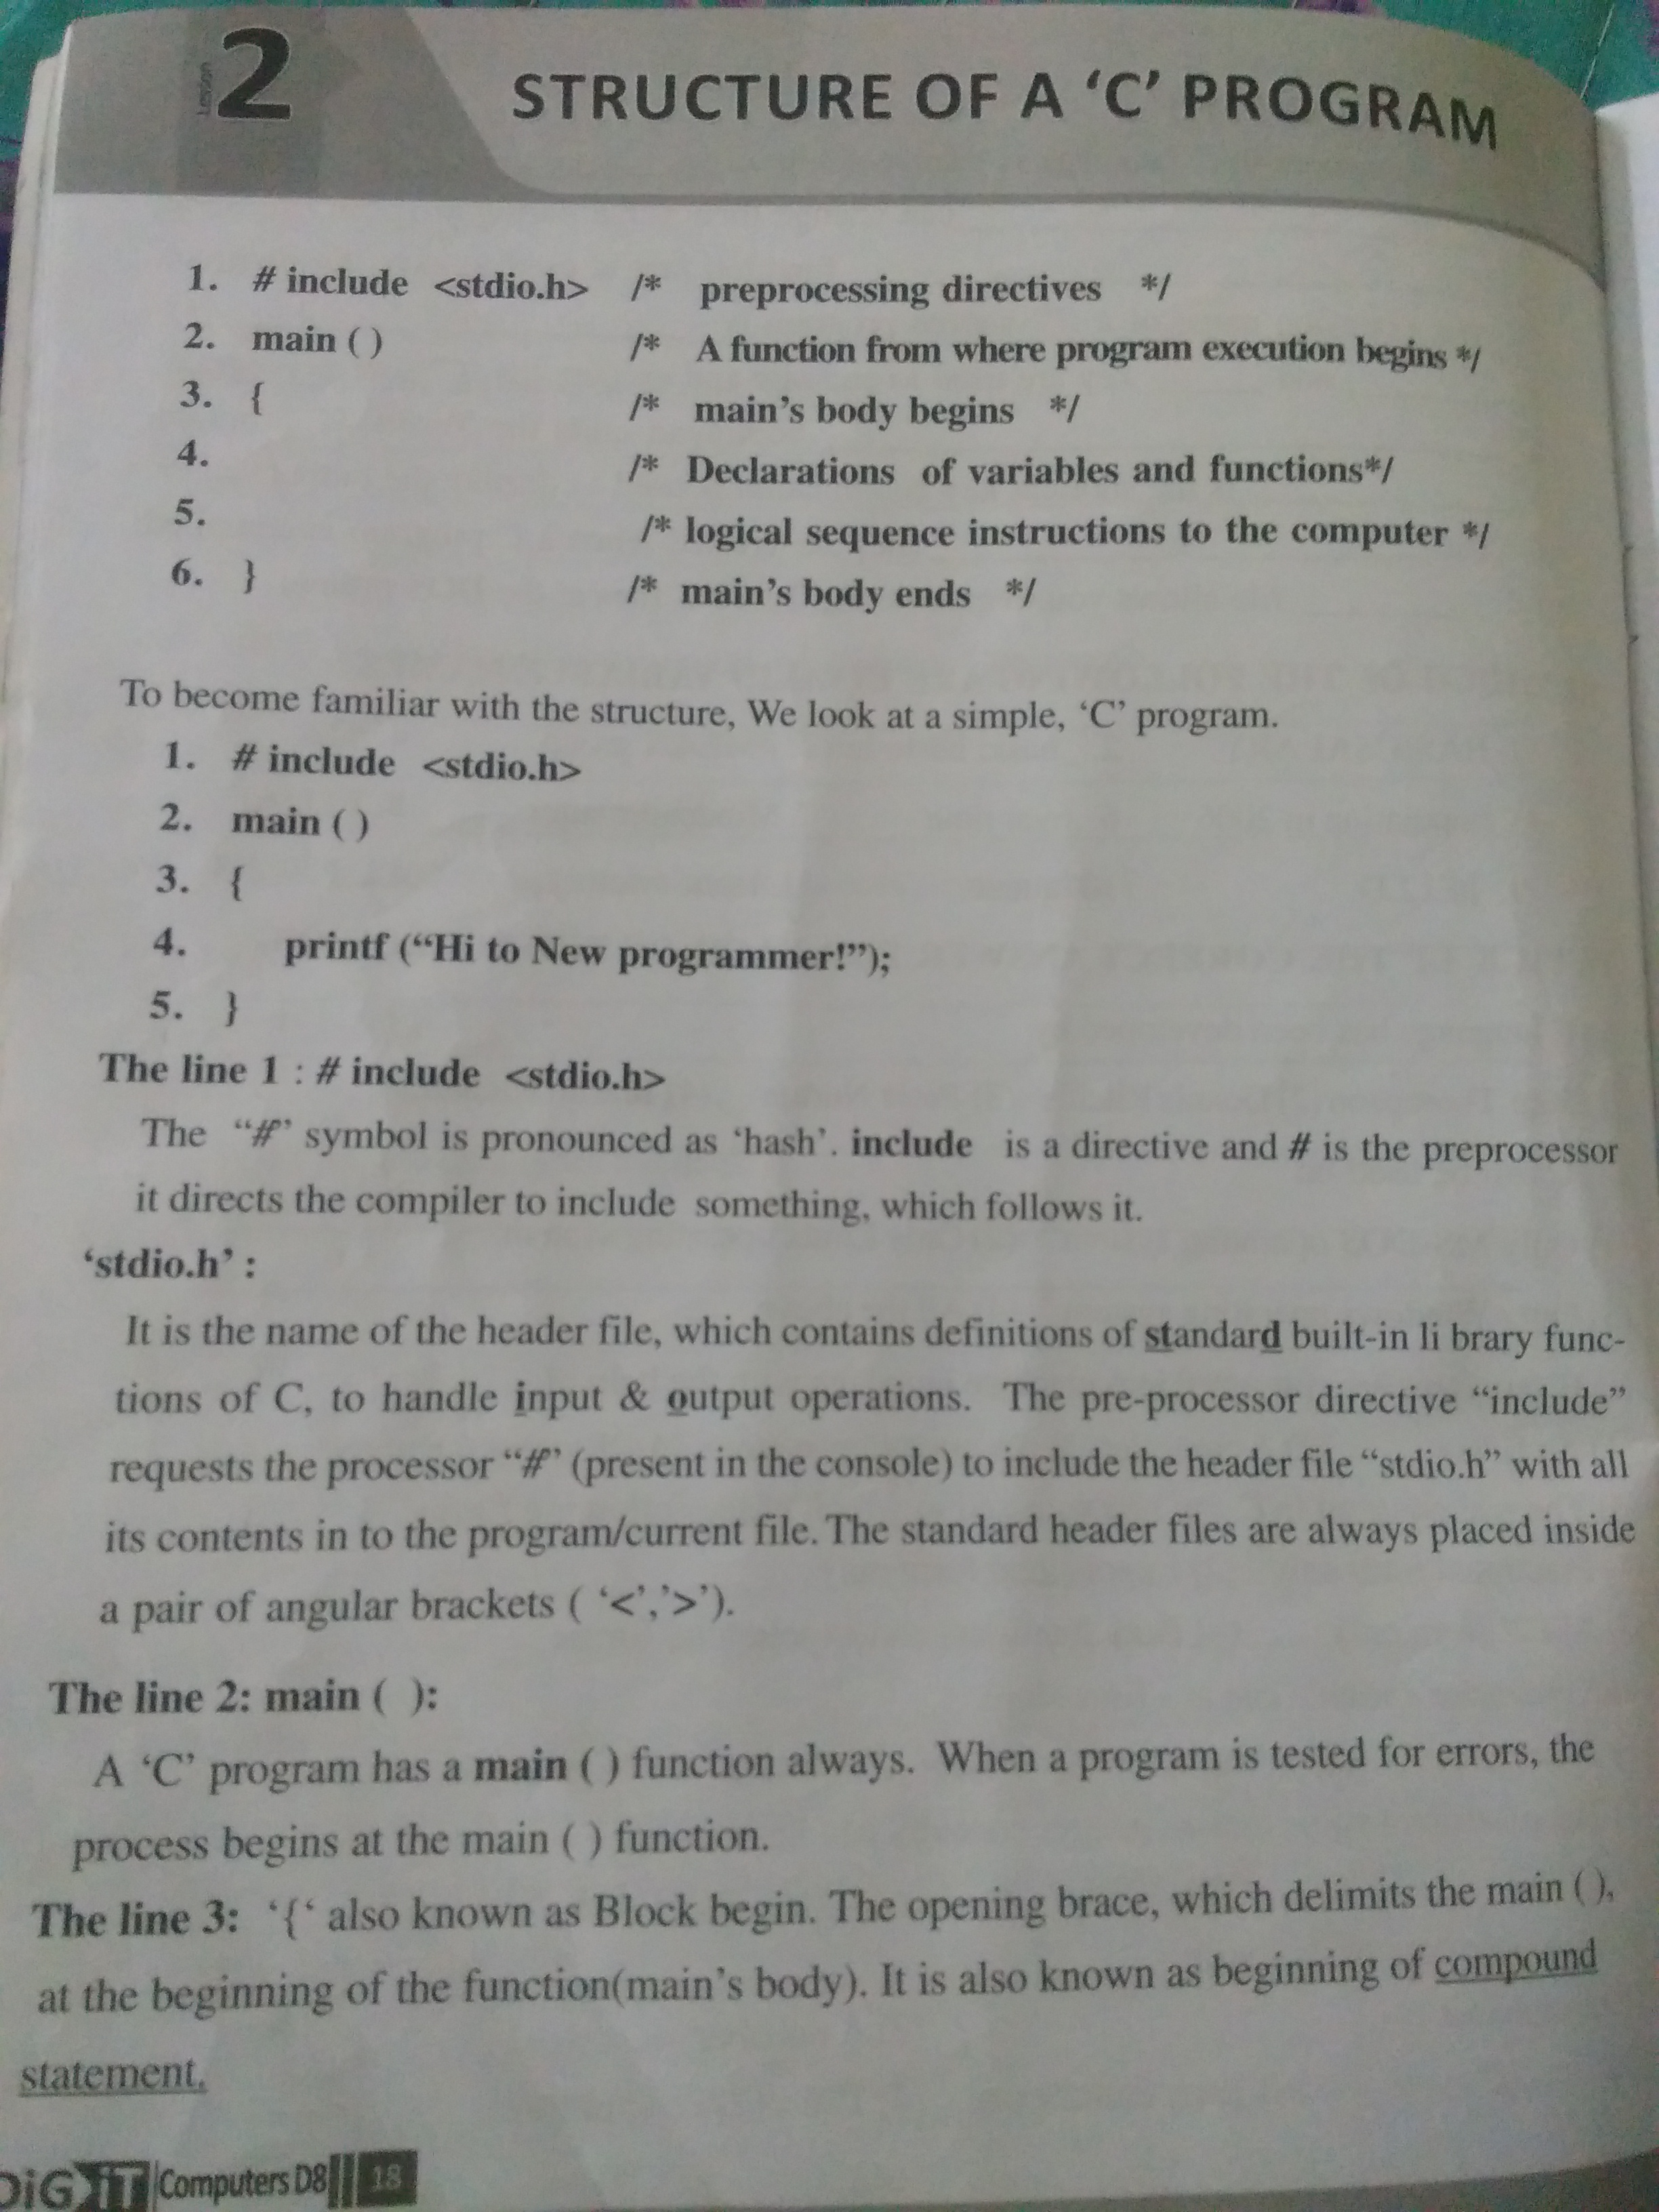 Lesson
2 STRUCTURE OF A ‘C’ PROGRAM
1. # include <stdio.h> /* preprocessing directives */
2. main ( ) /* A function from where program execution begins */
3. { /* main’s body begins */
4. /* Declarations of variables and functions*/
5. /* logical sequence instructions to the computer */
6. } /* main’s body ends */
To become familiar with the structure, We look at a simple, ‘C’ program.
1. # include <stdio.h>
2. main ( )
3. {
4. printf (“Hi to New programmer!”);
5. }
The line 1 : # include <stdio.h>
The “#” symbol is pronounced as ‘hash’. include is a directive and # is the preprocessor
it directs the compiler to include something, which follows it.
‘stdio.h’ :
It is the name of the header file, which contains definitions of standard built-in li brary func-
tions of C, to handle input & output operations. The pre-processor directive “include”
requests the processor “#” (present in the console) to include the header file “stdio.h” with all
its contents in to the program/current file. The standard header files are always placed inside
a pair of angular brackets ( ‘<’,’>’).
The line 2: main ( ):
A ‘C’ program has a main ( ) function always. When a program is tested for errors, the
process begins at the main ( ) function.
The line 3: ‘{‘ also known as Block begin. The opening brace, which delimits the main ( ),
at the beginning of the function(main’s body). It is also known as beginning of compound
statement.
DiG iT Computers D8 18